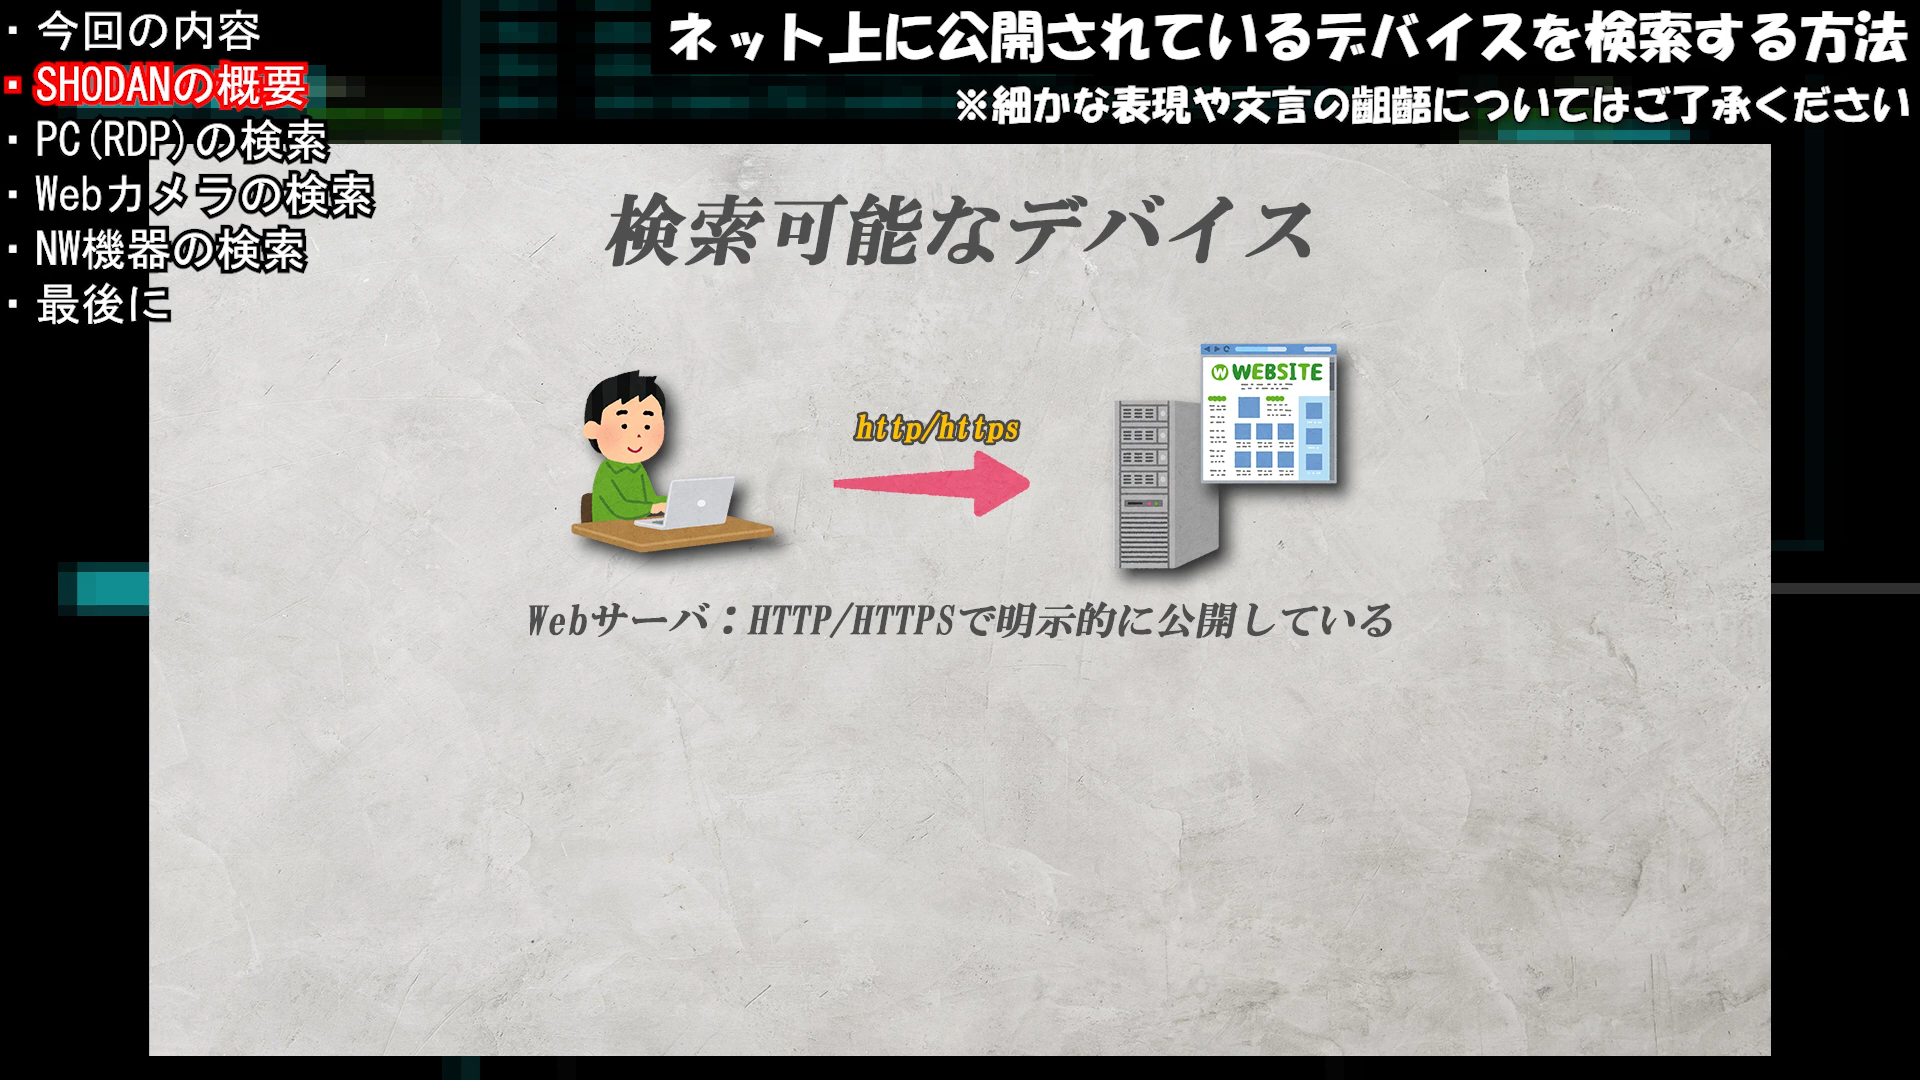 ・今回の内容
・SHODANの概要
・PC(RDP)の検索
・Webカメラの検索
・NW機器の検索
・最後に
ネット上に公開されているデバイスを検索する方法
※細かな表現や文言の齟齬についてはご了承ください
検索可能なデバイス
http/https
W WEBSITE
Webサーバ：HTTP/HTTPSで明示的に公開している